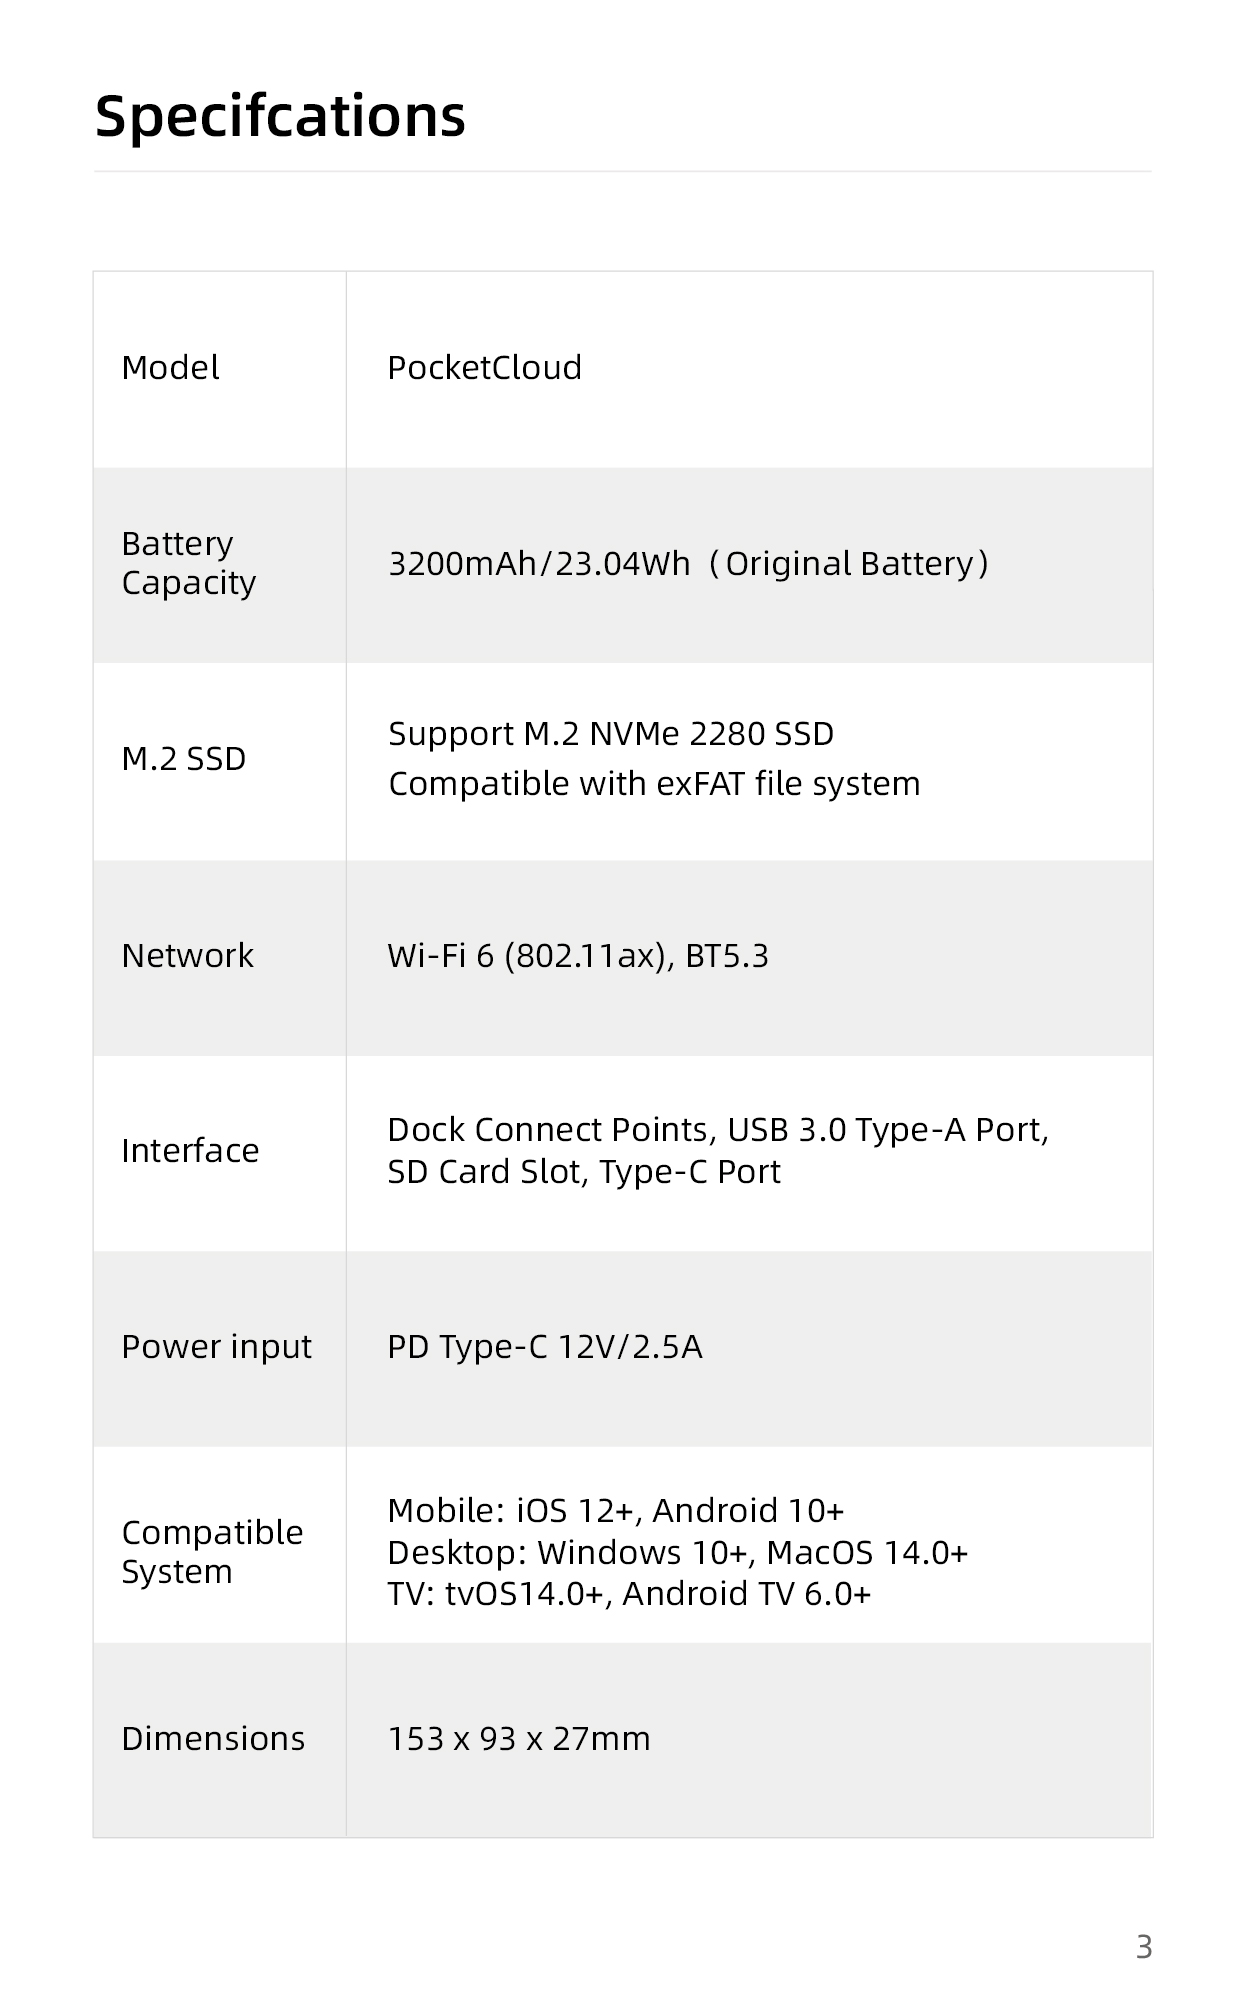 Specifcations
Model
PocketCloud
Battery
Capacity
3200mAh/23.04Wh（Original Battery）
M.2 SSD
Support M.2 NVMe 2280 SSD
Compatible with exFAT file system
Network
Wi-Fi 6 (802.11ax), BT5.3
Interface
Dock Connect Points, USB 3.0 Type-A Port,
SD Card Slot, Type-C Port
Power input
PD Type-C 12V/2.5A
Compatible
System
Mobile: iOS 12+, Android 10+
Desktop: Windows 10+, MacOS 14.0+
TV: tvOS14.0+, Android TV 6.0+
Dimensions
153 x 93 x 27mm
3